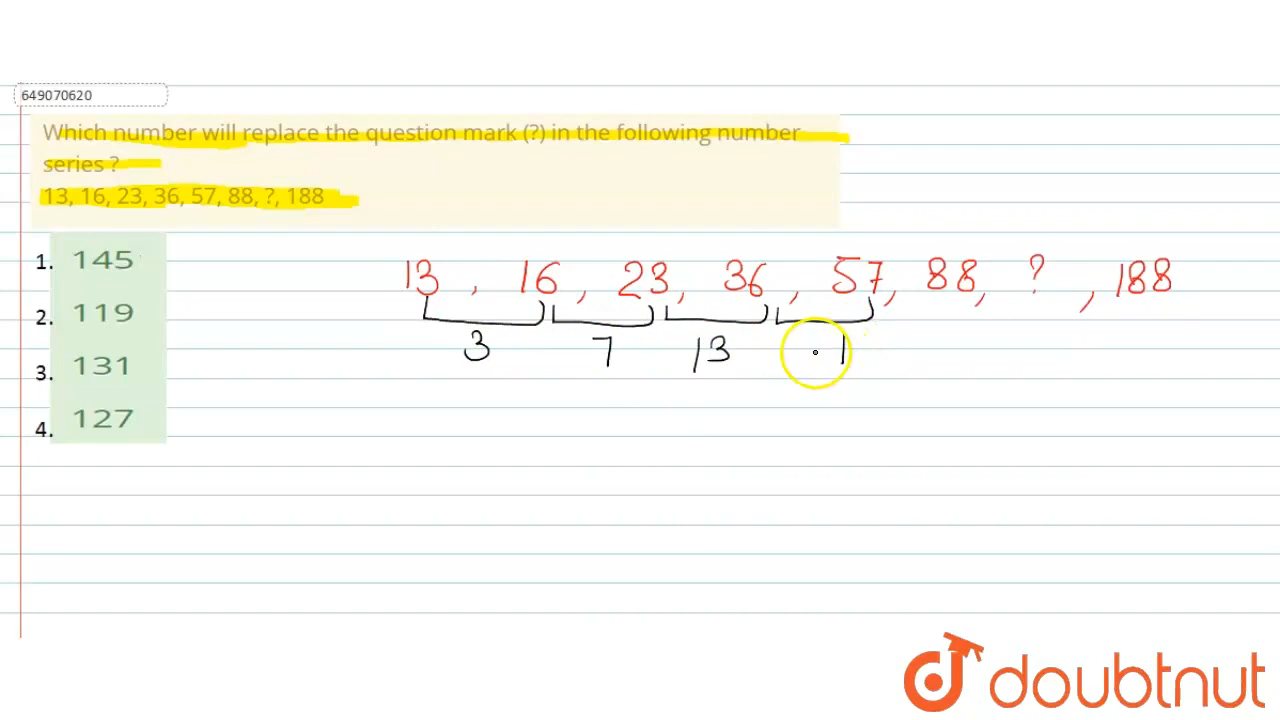 649070620
Which number will replace the question mark (?) in the following number
series ?
13, 16, 23, 36, 57, 88, ?, 188
1. 145
2. 119
3. 131
4. 127
13, 16, 23, 36, 57, 88, ?, 188
3 7 13 1
doubtnut